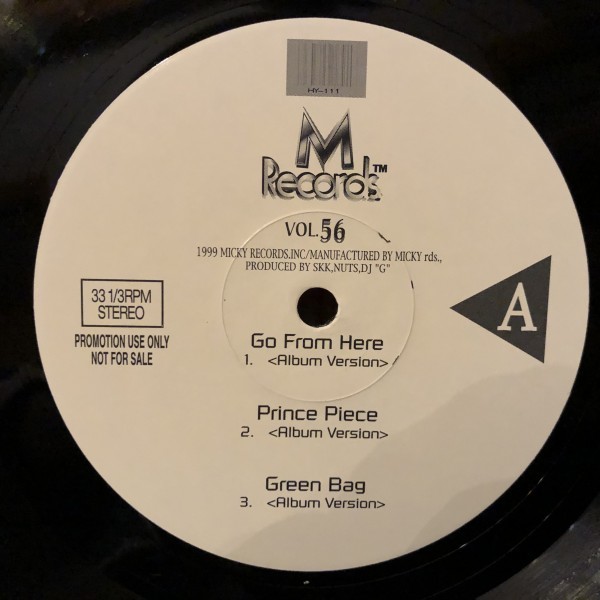 HY-111
M
Records™
VOL.56
1999 MICKY RECORDS.INC/MANUFACTURED BY MICKY rds.,
PRODUCED BY SKK,NUTS,DJ "G"
33 1/3RPM
STEREO
PROMOTION USE ONLY
NOT FOR SALE
A
Go From Here
1. <Album Version>
Prince Piece
2. <Album Version>
Green Bag
3. <Album Version>